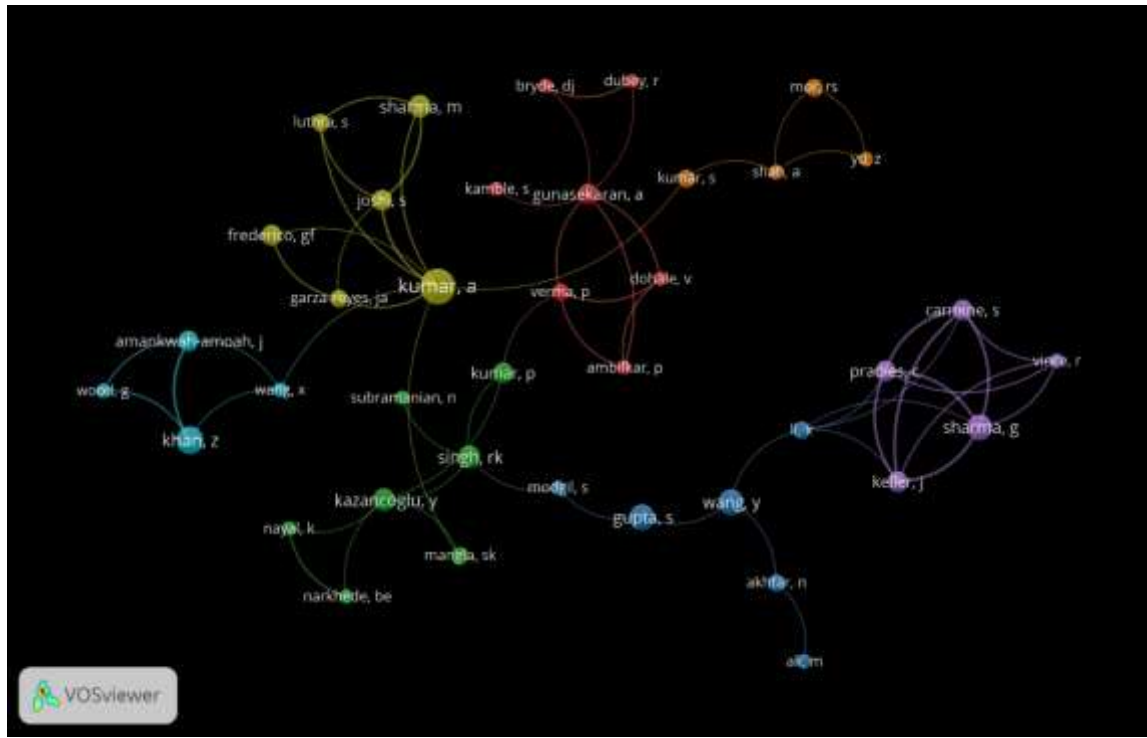 bryde, dj
dubey, r
mor, rs
sharma, m
luthra, s
yd, z
shah, a
kumar, s
kamble, s
gunasekaran, a
joshi, s
frederico, gf
dohale, v
kumar, a
verma, p
garza-reyes, ja
carmine, s
amankwah-amoah, j
vince, r
ambilkar, p
pradies, c
kumar, p
wood, g
wang, x
subramanian, n
sharma, g
khan, z
singh, rk
keller, j
modgil, s
kazancoglu, y
wang, y
gupta, s
nayal, k
mangla, sk
akhtar, n
narkhede, be
VOSviewer